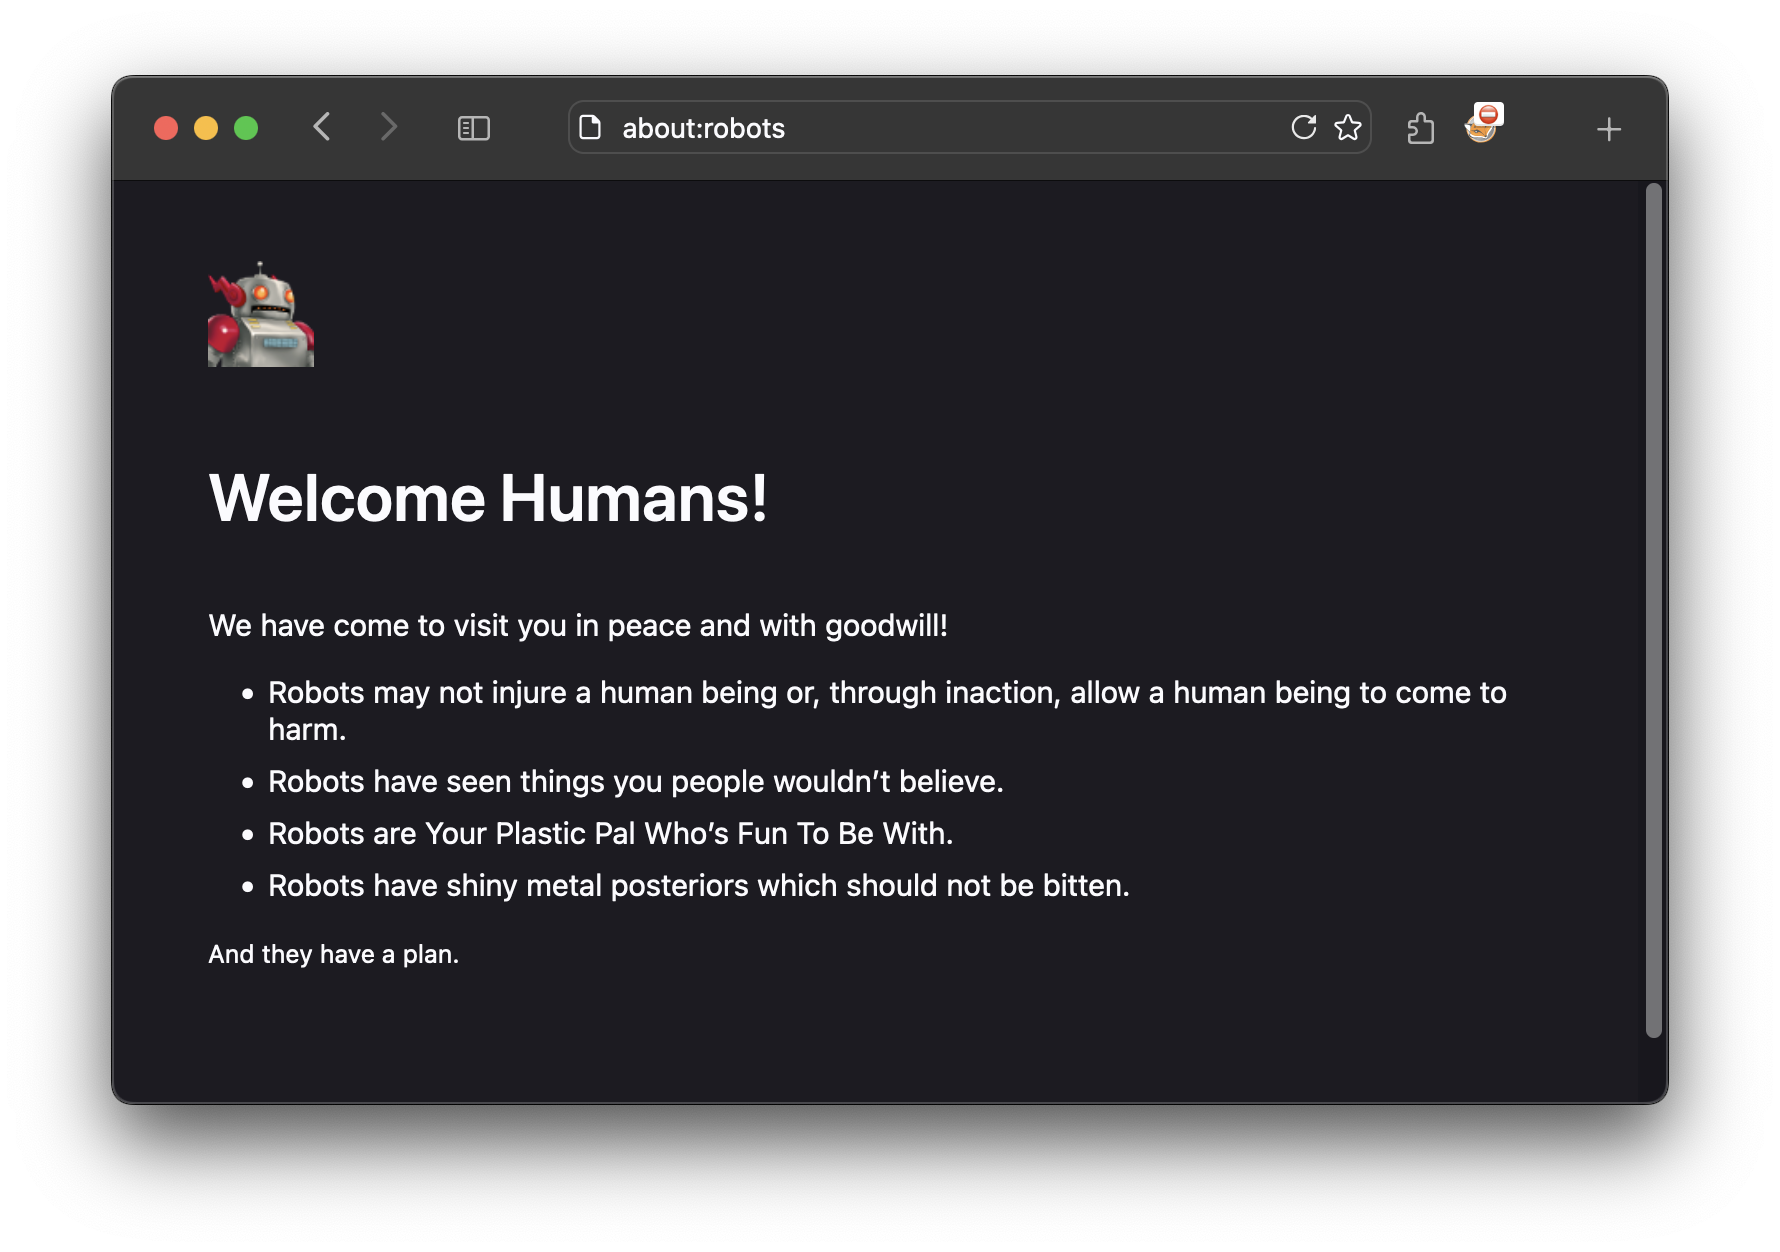 about:robots
Welcome Humans!
We have come to visit you in peace and with goodwill!
• Robots may not injure a human being or, through inaction, allow a human being to come to
harm.
• Robots have seen things you people wouldn’t believe.
• Robots are Your Plastic Pal Who’s Fun To Be With.
• Robots have shiny metal posteriors which should not be bitten.
And they have a plan.